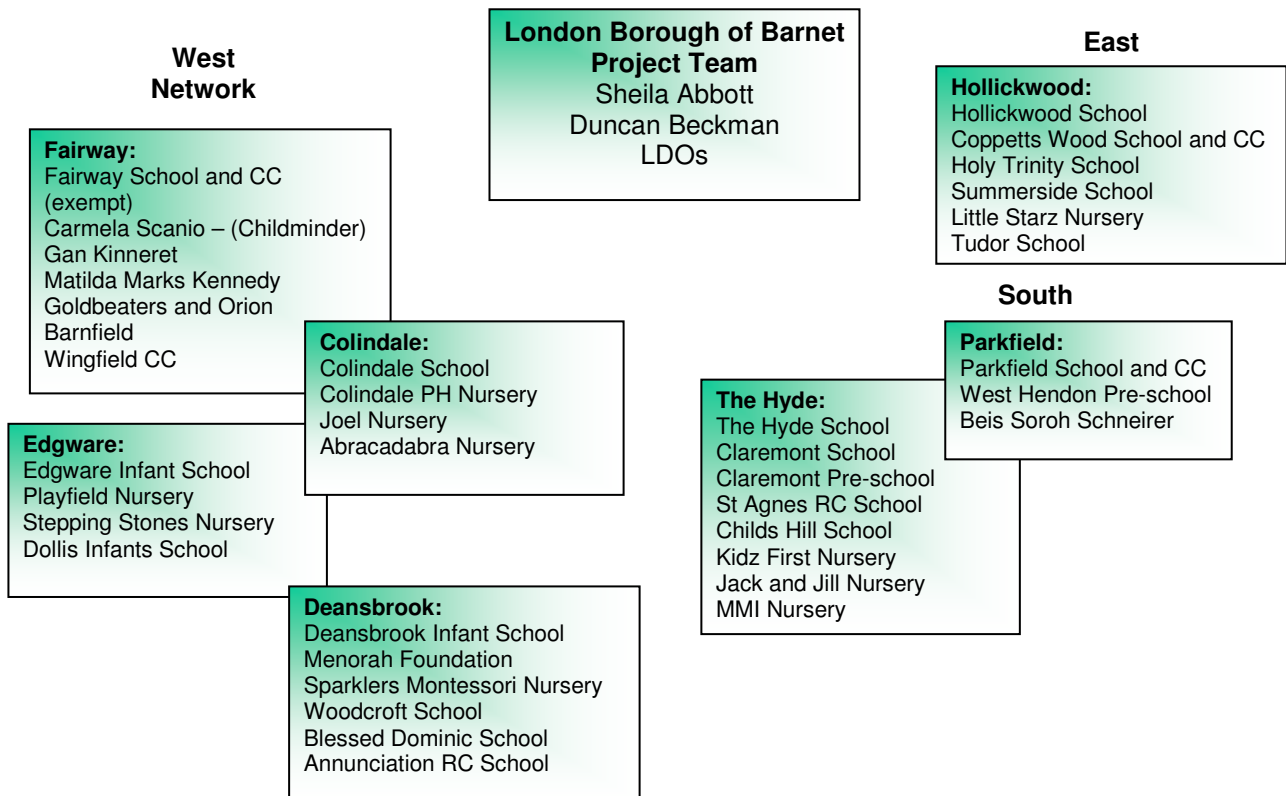 West
Network
London Borough of Barnet
Project Team
Sheila Abbott
Duncan Beckman
LDOs
East
Fairway:
Fairway School and CC
(exempt)
Carmela Scanio – (Childminder)
Gan Kinneret
Matilda Marks Kennedy
Goldbeaters and Orion
Barnfield
Wingfield CC
Colindale:
Colindale School
Colindale PH Nursery
Joel Nursery
Abracadabra Nursery
Edgware:
Edgware Infant School
Playfield Nursery
Stepping Stones Nursery
Dollis Infants School
Deansbrook:
Deansbrook Infant School
Menorah Foundation
Sparklers Montessori Nursery
Woodcroft School
Blessed Dominic School
Annunciation RC School
Hollickwood:
Hollickwood School
Coppetts Wood School and CC
Holy Trinity School
Summerside School
Little Starz Nursery
Tudor School
South
Parkfield:
Parkfield School and CC
West Hendon Pre-school
Beis Soroh Schneirer
The Hyde:
The Hyde School
Claremont School
Claremont Pre-school
St Agnes RC School
Childs Hill School
Kidz First Nursery
Jack and Jill Nursery
MMI Nursery